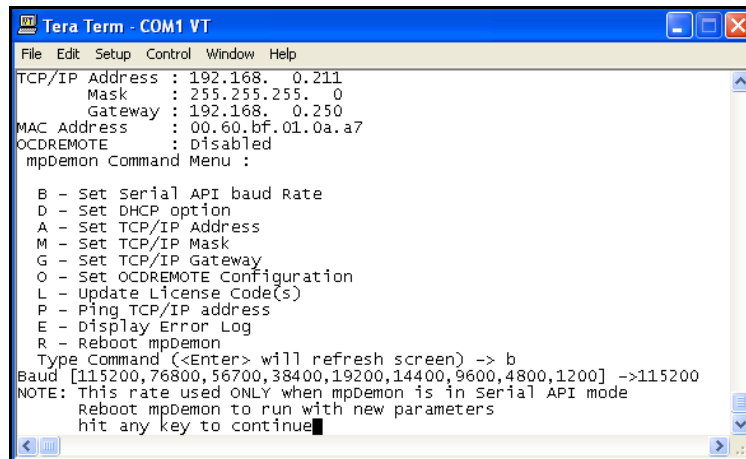 Tera Term - COM1 VT
File Edit Setup Control Window Help
TCP/IP Address : 192.168.  0.211
        Mask    : 255.255.255.  0
        Gateway : 192.168.  0.250
MAC Address     : 00.60.bf.01.0a.a7
OCDREMOTE       : Disabled
 mpDemon Command Menu :
  B - Set Serial API baud Rate
  D - Set DHCP option
  A - Set TCP/IP Address
  M - Set TCP/IP Mask
  G - Set TCP/IP Gateway
  O - Set OCDREMOTE Configuration
  L - Update License Code(s)
  P - Ping TCP/IP address
  E - Display Error Log
  R - Reboot mpDemon
  Type Command (<Enter> will refresh screen) -> b
Baud [115200,76800,56700,38400,19200,14400,9600,4800,1200] ->115200
NOTE: This rate used ONLY when mpDemon is in Serial API mode
      Reboot mpDemon to run with new parameters
      hit any key to continue